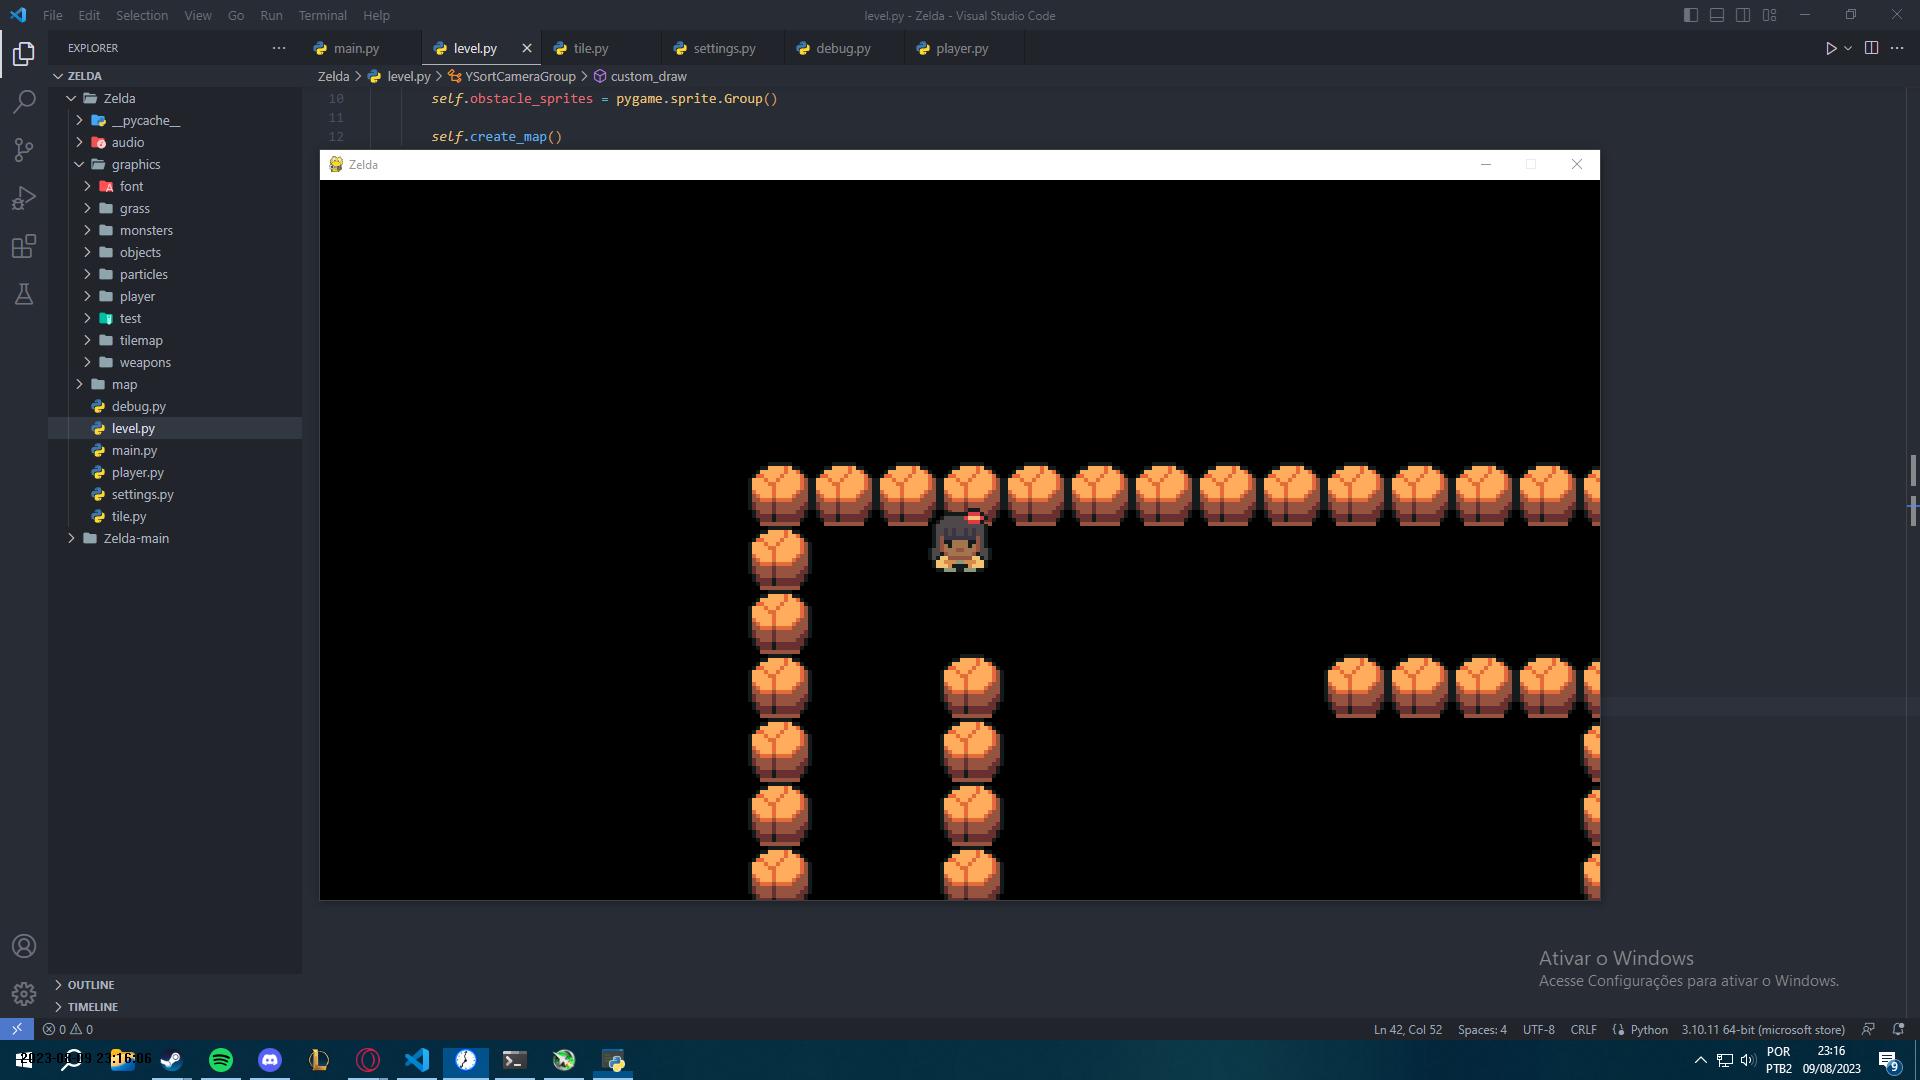 File Edit Selection View Go Run Terminal Help
level.py - Zelda - Visual Studio Code
EXPLORER
main.py level.py tile.py settings.py debug.py player.py
ZELDA
Zelda > level.py > YSortCameraGroup > custom_draw
Zelda
__pycache__
audio
graphics
font
grass
monsters
objects
particles
player
test
tilemap
weapons
map
debug.py
level.py
main.py
player.py
settings.py
tile.py
Zelda-main
10 self.obstacle_sprites = pygame.sprite.Group()
11
12 self.create_map()
Zelda
Ativar o Windows
Acesse Configurações para ativar o Windows.
OUTLINE
TIMELINE
0 0
Ln 42, Col 52 Spaces: 4 UTF-8 CRLF Python 3.10.11 64-bit (microsoft store)
2023-08-09 23:16:06
POR
PTB2
23:16
09/08/2023
9